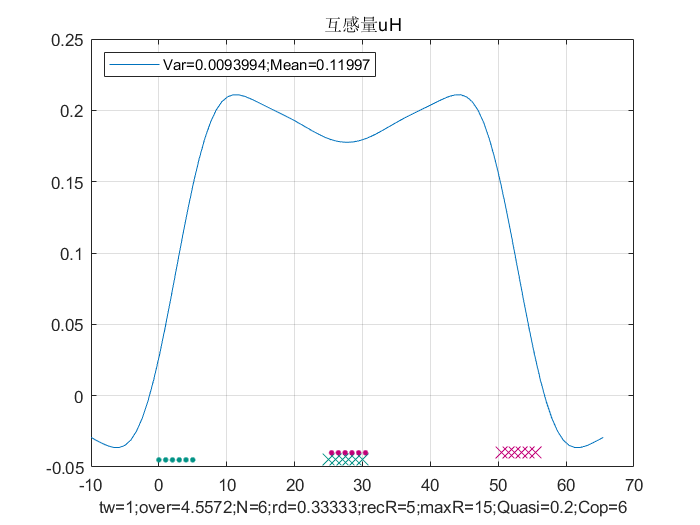 互感量uH
0.25
Var=0.0093994;Mean=0.11997
0.2
0.15
0.1
0.05
0
-0.05
-10 0 10 20 30 40 50 60 70
tw=1;over=4.5572;N=6;rd=0.33333;recR=5;maxR=15;Quasi=0.2;Cop=6